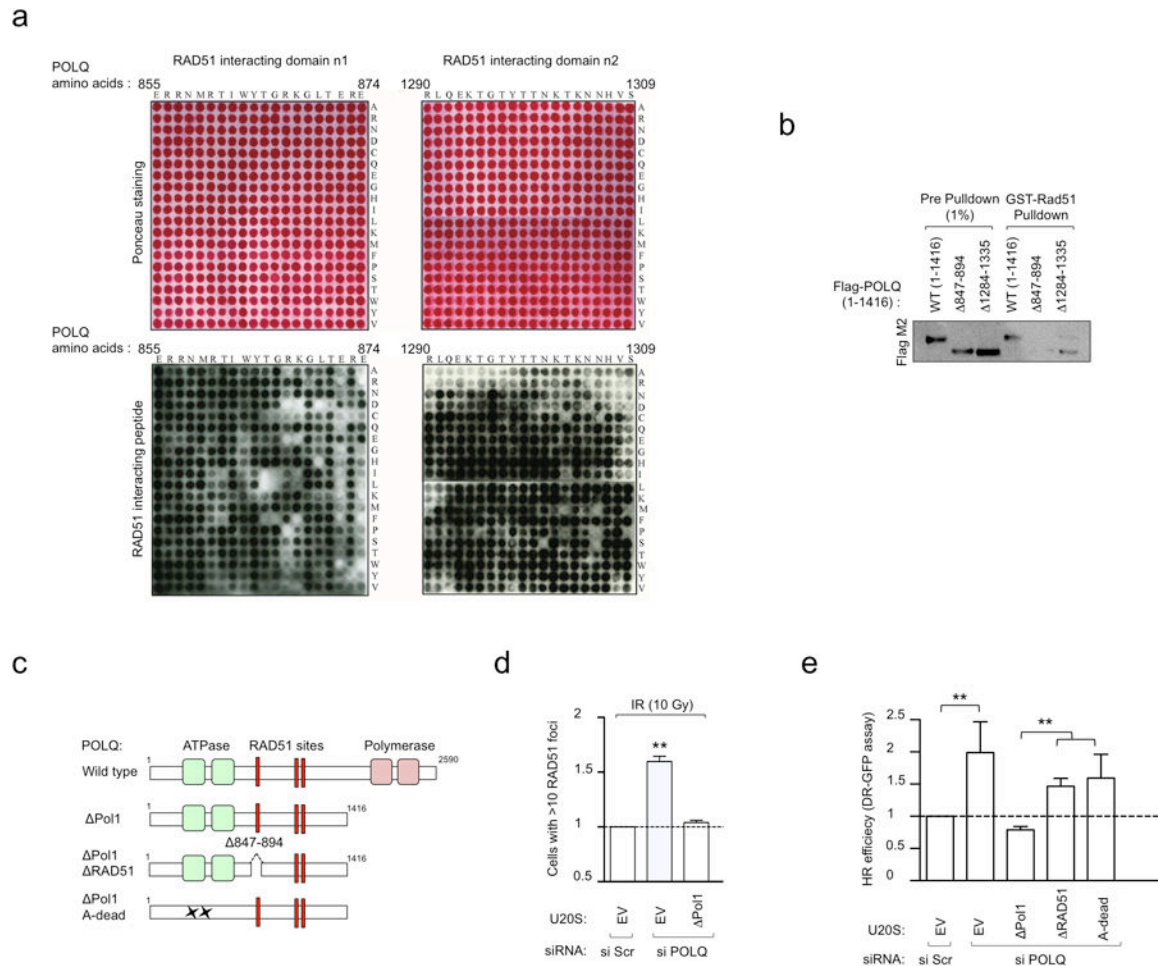 a
RAD51 interacting domain n1
RAD51 interacting domain n2
POLQ
amino acids : 855 874 1290 1309
E R R N M R T I W Y T G R K G L T E R E
R L Q E K T G T Y T T N K T K N N H V S
Ponceau staining
A
R
N
D
C
Q
E
G
H
I
L
K
M
F
P
S
T
W
Y
V
POLQ
amino acids : 855 874 1290 1309
E R R N M R T I W Y T G R K G L T E R E
R L Q E K T G T Y T T N K T K N N H V S
RAD51 interacting peptide
A
R
N
D
C
Q
E
G
H
I
L
K
M
F
P
S
T
W
Y
V
A
R
N
D
C
Q
E
G
H
I
L
K
M
F
P
S
T
W
Y
V
A
R
N
D
C
Q
E
G
H
I
L
K
M
F
P
S
T
W
Y
V
b
Pre Pulldown
(1%)
GST-Rad51
Pulldown
Flag-POLQ
(1-1416) :
WT (1-1416)
Δ847-894
Δ1284-1335
WT (1-1416)
Δ847-894
Δ1284-1335
Flag M2
c
POLQ: ATPase RAD51 sites Polymerase
Wild type 1 2590
ΔPol1 1 1416
Δ847-894
ΔPol1
ΔRAD51 1 1416
ΔPol1
A-dead 1
d
IR (10 Gy)
Cells with >10 RAD51 foci
2
1.5
1
0.5
**
U20S: EV EV ΔPol1
siRNA: si Scr si POLQ
e
HR efficiecy (DR-GFP assay)
2.5
2
1.5
1
0.5
0
**
**
U20S: EV EV ΔPol1 ΔRAD51 A-dead
siRNA: si Scr si POLQ